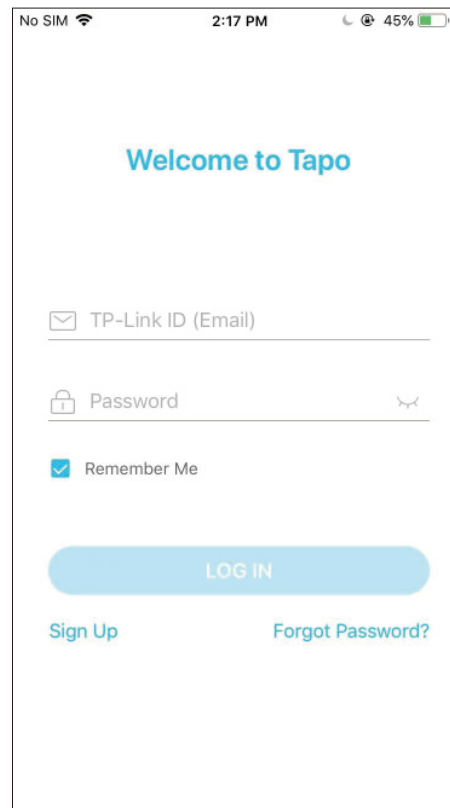 No SIM 2:17 PM 45%
Welcome to Tapo
TP-Link ID (Email)
Password
Remember Me
LOG IN
Sign Up Forgot Password?